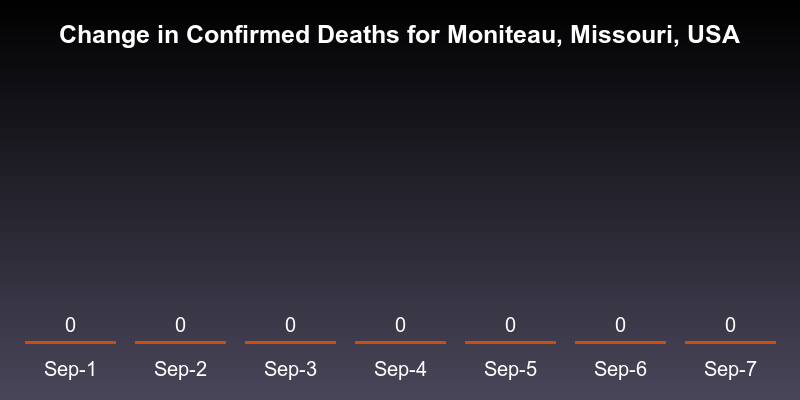 Change in Confirmed Deaths for Moniteau, Missouri, USA
0 0 0 0 0 0 0
Sep-1 Sep-2 Sep-3 Sep-4 Sep-5 Sep-6 Sep-7